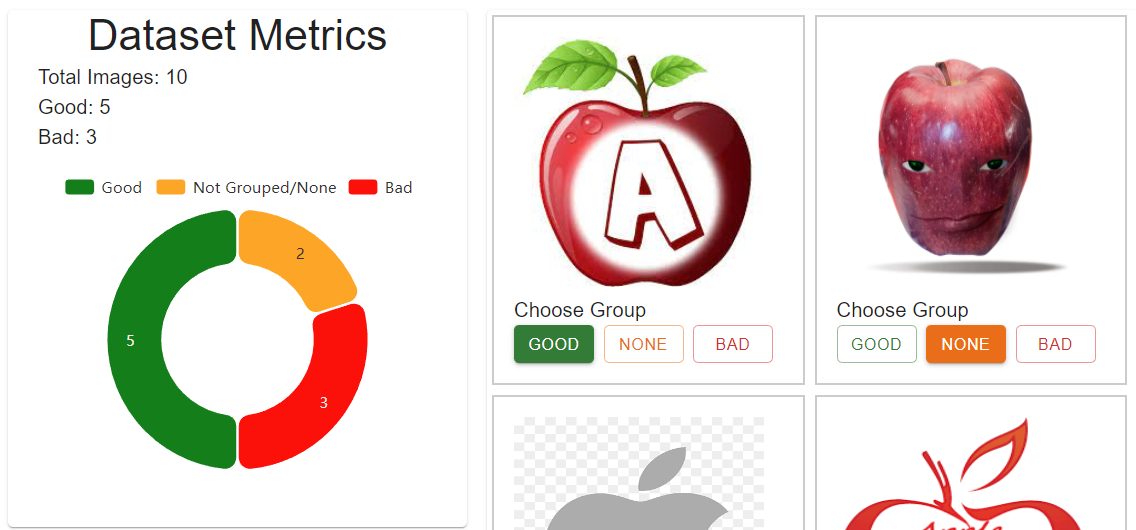 Dataset Metrics
Total Images: 10
Good: 5
Bad: 3
Good Not Grouped/None Bad
2
5
3
A
Choose Group
GOOD NONE BAD
Choose Group
GOOD NONE BAD